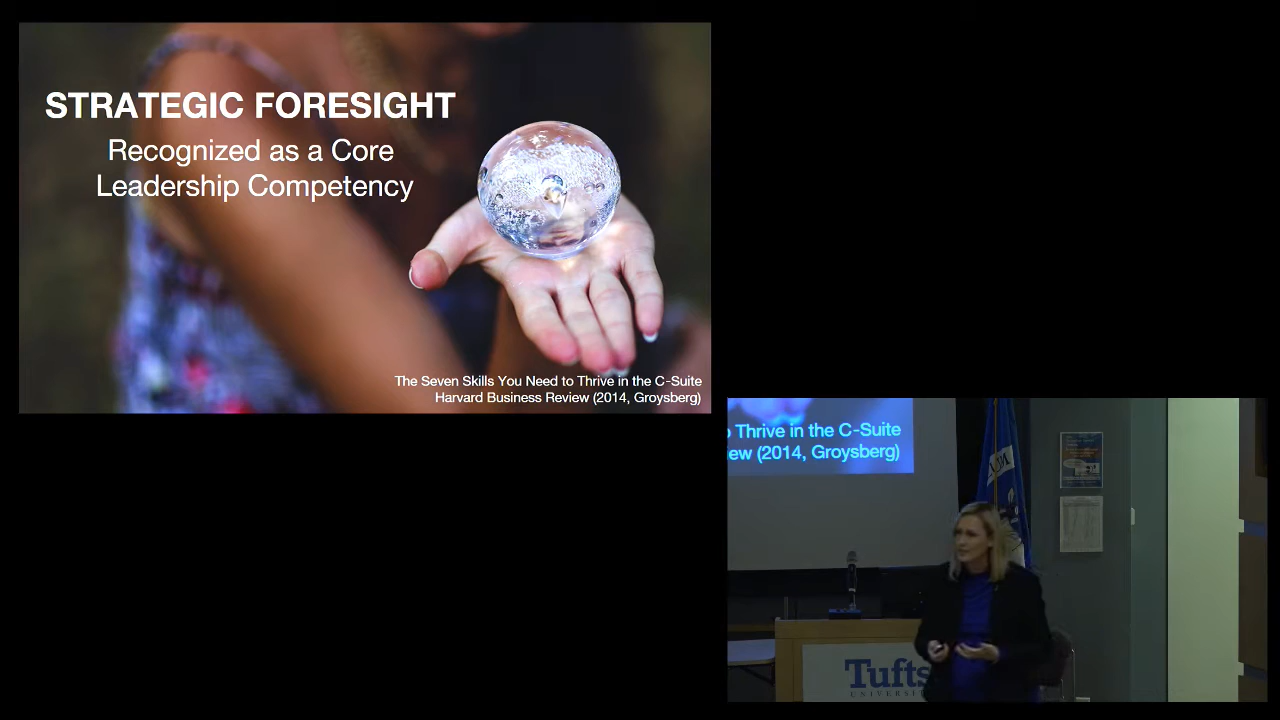 STRATEGIC FORESIGHT
Recognized as a Core
Leadership Competency
The Seven Skills You Need to Thrive in the C-Suite
Harvard Business Review (2014, Groysberg)
Thrive in the C-Suite
ew (2014, Groysberg)
Tufts
UNIVERSITY